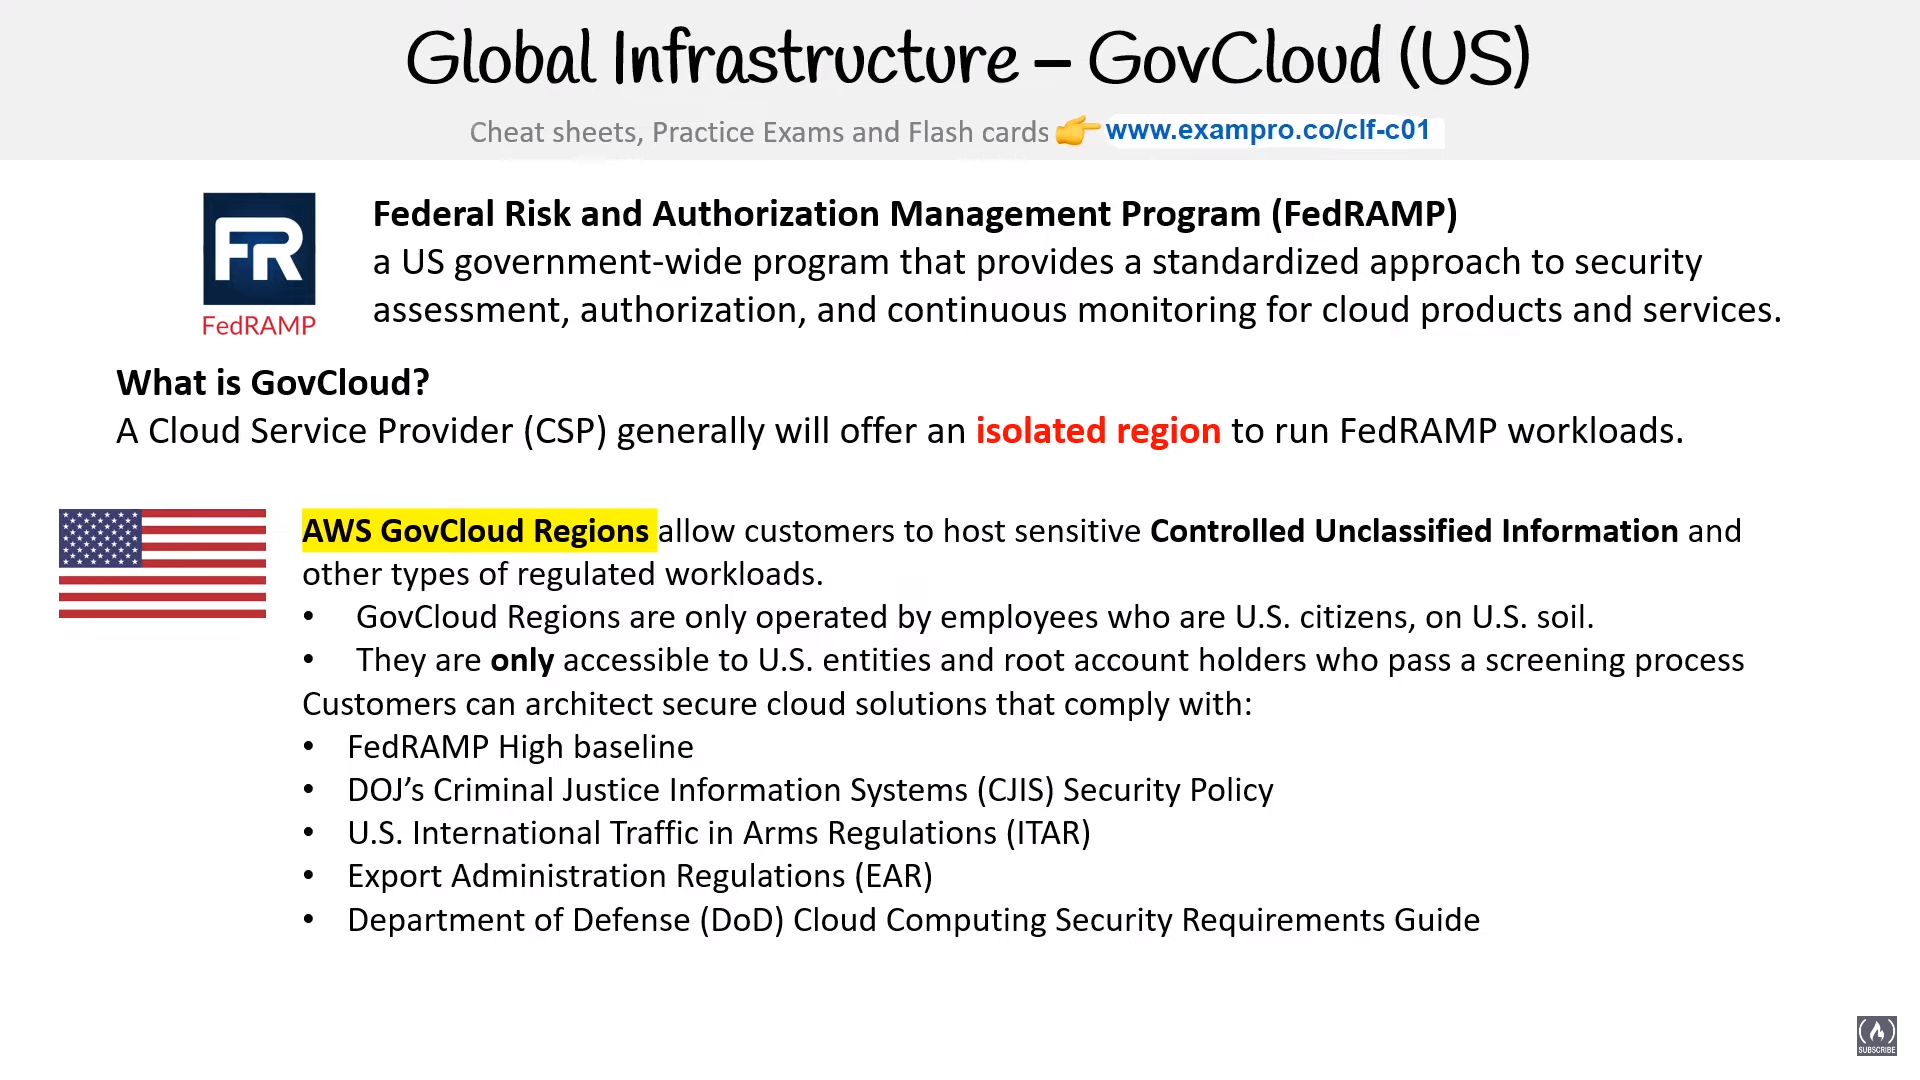 Global Infrastructure – GovCloud (US)
Cheat sheets, Practice Exams and Flash cards 👉 www.exampro.co/clf-c01
FR
FedRAMP
Federal Risk and Authorization Management Program (FedRAMP)
a US government-wide program that provides a standardized approach to security
assessment, authorization, and continuous monitoring for cloud products and services.
What is GovCloud?
A Cloud Service Provider (CSP) generally will offer an isolated region to run FedRAMP workloads.
AWS GovCloud Regions allow customers to host sensitive Controlled Unclassified Information and
other types of regulated workloads.
• GovCloud Regions are only operated by employees who are U.S. citizens, on U.S. soil.
• They are only accessible to U.S. entities and root account holders who pass a screening process
Customers can architect secure cloud solutions that comply with:
• FedRAMP High baseline
• DOJ’s Criminal Justice Information Systems (CJIS) Security Policy
• U.S. International Traffic in Arms Regulations (ITAR)
• Export Administration Regulations (EAR)
• Department of Defense (DoD) Cloud Computing Security Requirements Guide
SUBSCRIBE